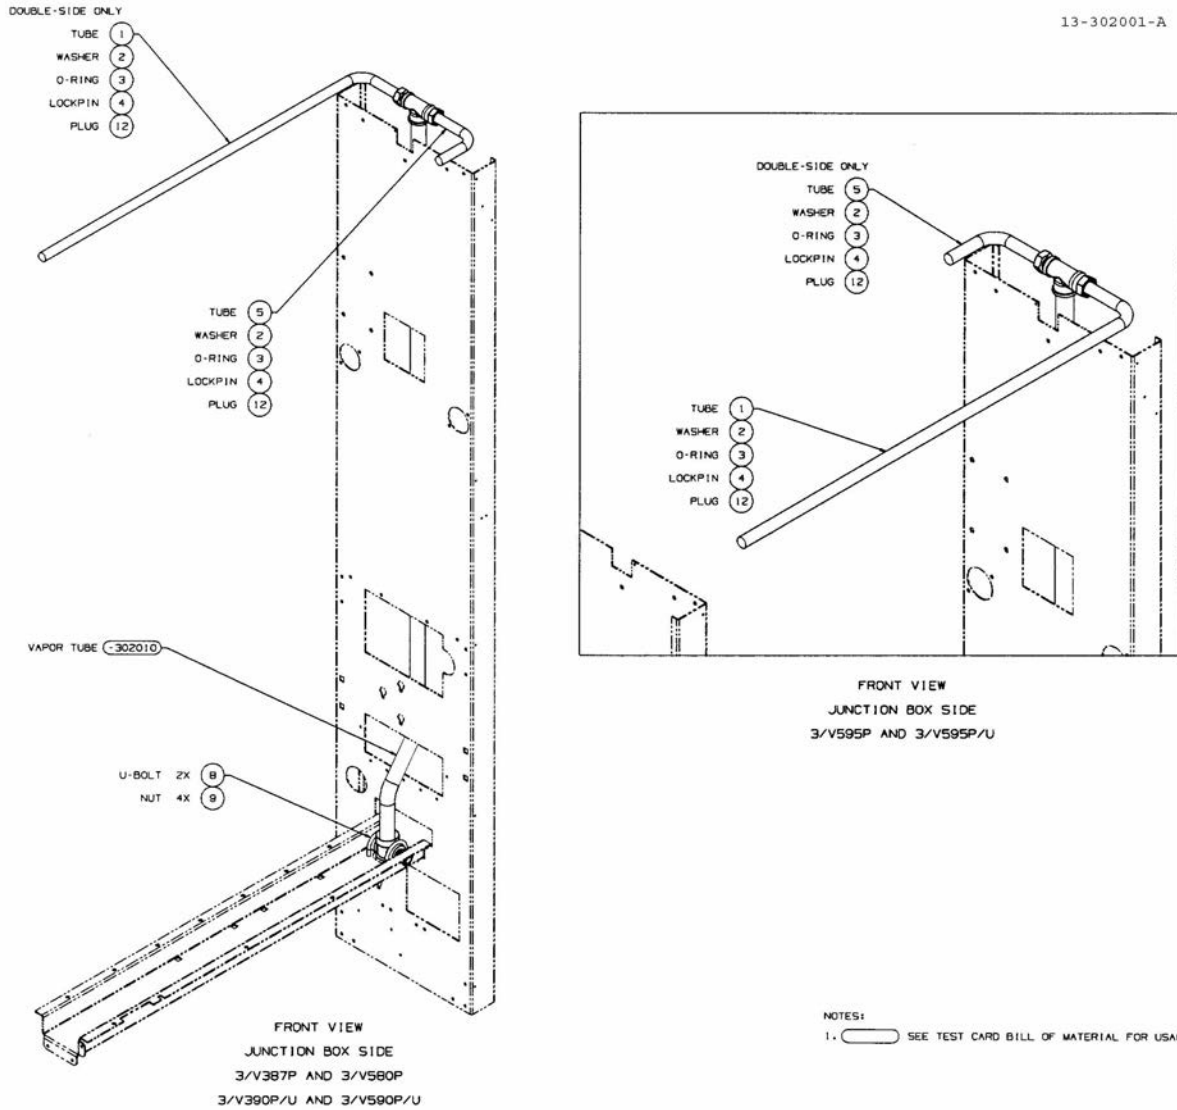 13-302001-A
DOUBLE-SIDE ONLY
TUBE 1
WASHER 2
O-RING 3
LOCKPIN 4
PLUG 12
TUBE 5
WASHER 2
O-RING 3
LOCKPIN 4
PLUG 12
VAPOR TUBE -302010
U-BOLT 2X 8
NUT 4X 9
FRONT VIEW
JUNCTION BOX SIDE
3/V387P AND 3/V580P
3/V390P/U AND 3/V590P/U
DOUBLE-SIDE ONLY
TUBE 5
WASHER 2
O-RING 3
LOCKPIN 4
PLUG 12
TUBE 1
WASHER 2
O-RING 3
LOCKPIN 4
PLUG 12
FRONT VIEW
JUNCTION BOX SIDE
3/V595P AND 3/V595P/U
NOTES:
1. SEE TEST CARD BILL OF MATERIAL FOR USA